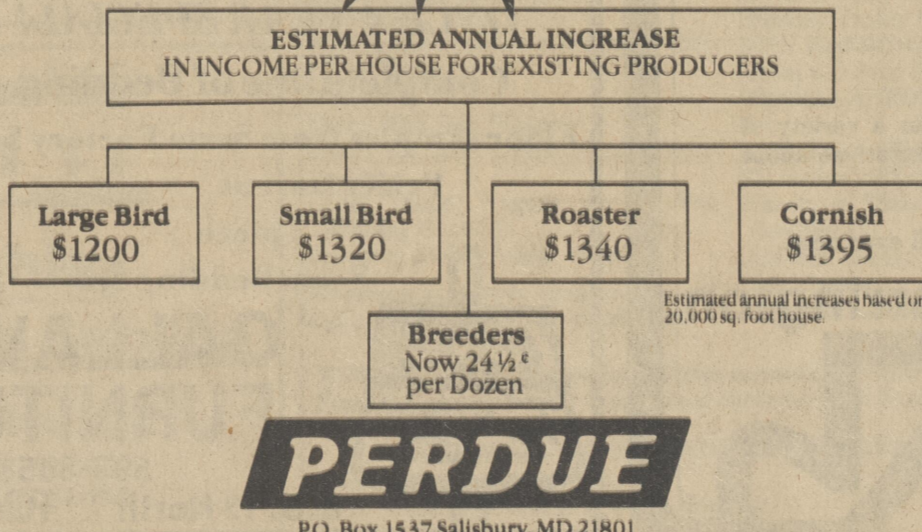 ESTIMATED ANNUAL INCREASE
IN INCOME PER HOUSE FOR EXISTING PRODUCERS
Large Bird
$1200
Small Bird
$1320
Roaster
$1340
Cornish
$1395
Estimated annual increases based on
20,000 sq. foot house.
Breeders
Now 24½¢
per Dozen
PERDUE
P.O. Box 1537 Salisbury, MD 21801